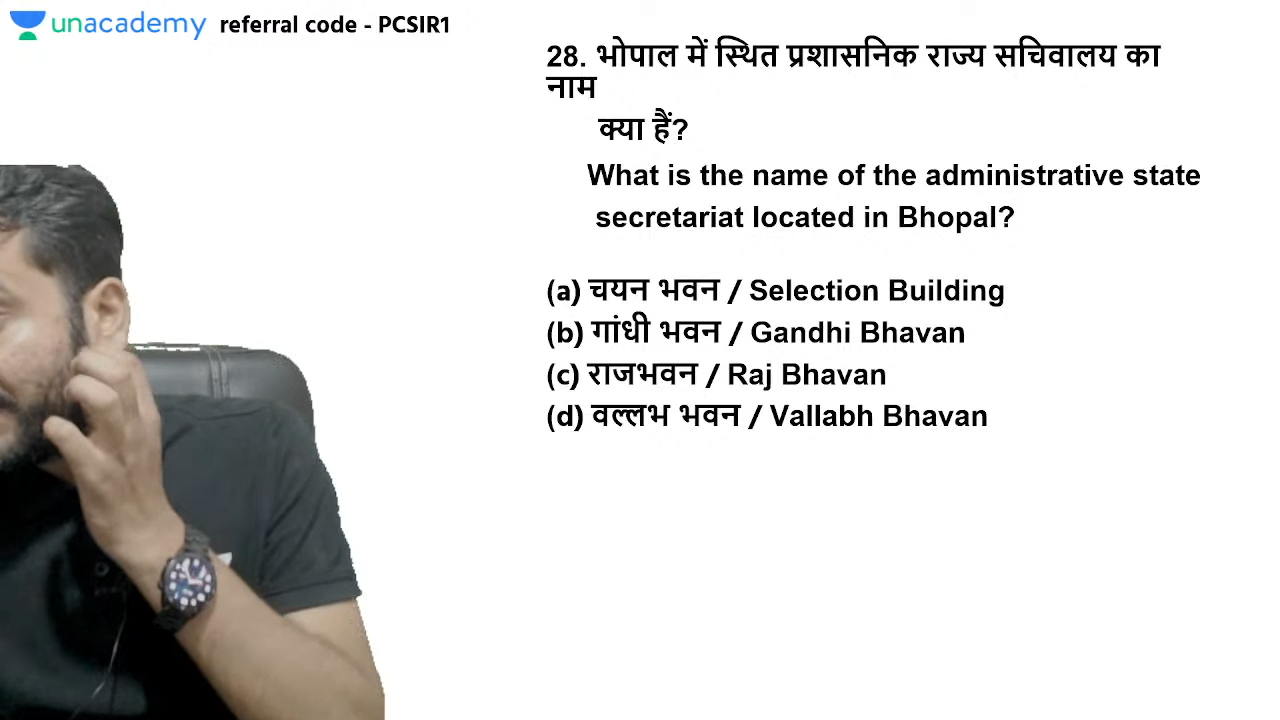 unacademy referral code - PCSIR1
28. भोपाल में स्थित प्रशासनिक राज्य सचिवालय का
नाम
क्या हैं?
What is the name of the administrative state
secretariat located in Bhopal?
(a) चयन भवन / Selection Building
(b) गांधी भवन / Gandhi Bhavan
(c) राजभवन / Raj Bhavan
(d) वल्लभ भवन / Vallabh Bhavan